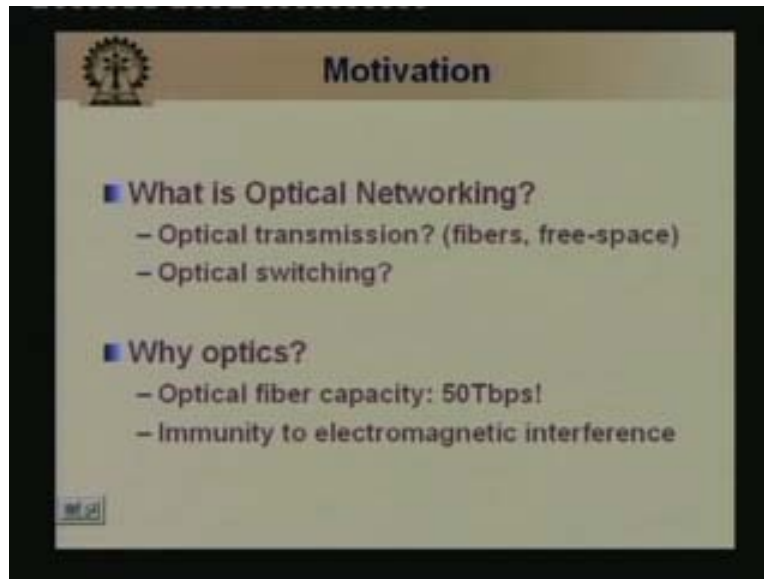 Motivation
What is Optical Networking?
– Optical transmission? (fibers, free-space)
– Optical switching?
Why optics?
– Optical fiber capacity: 50Tbps!
– Immunity to electromagnetic interference